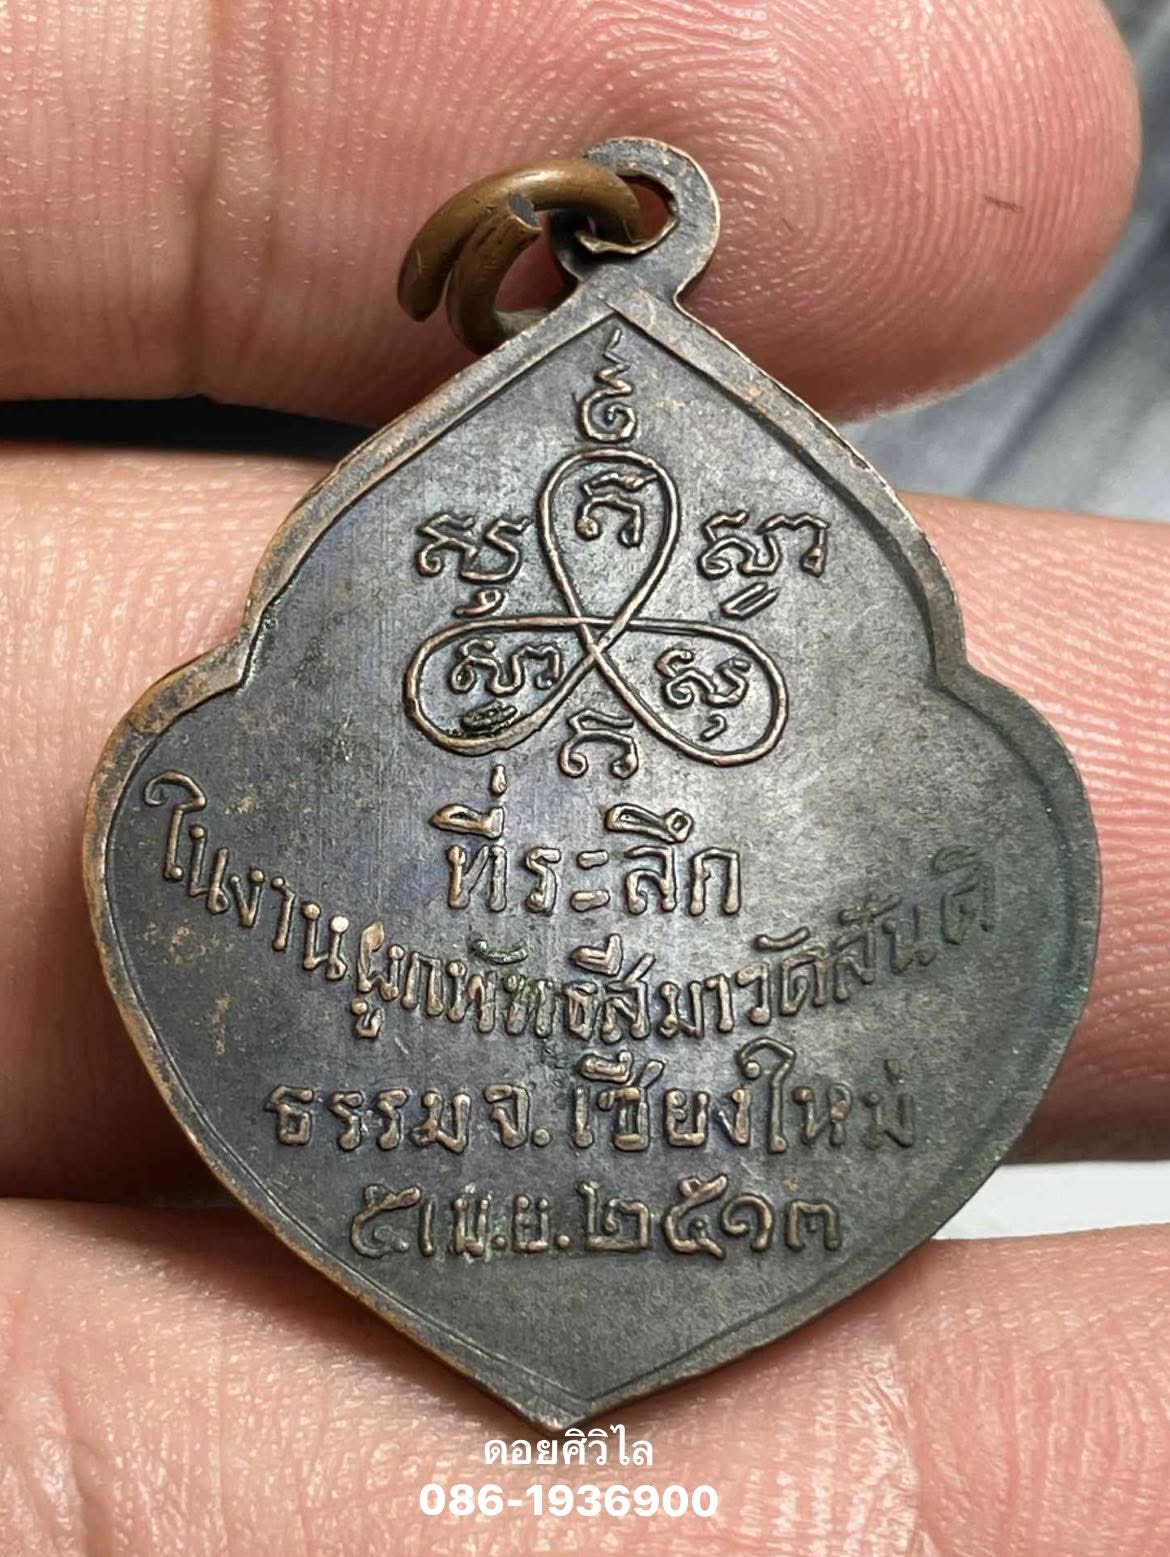 ที่ระลึก
ในงานผูกพัทธสีมาวัดสันติ
ธรรมจ.เชียงใหม่
๕เม.ย.๒๕๑๓
ดอยศิวิไล
086-1936900